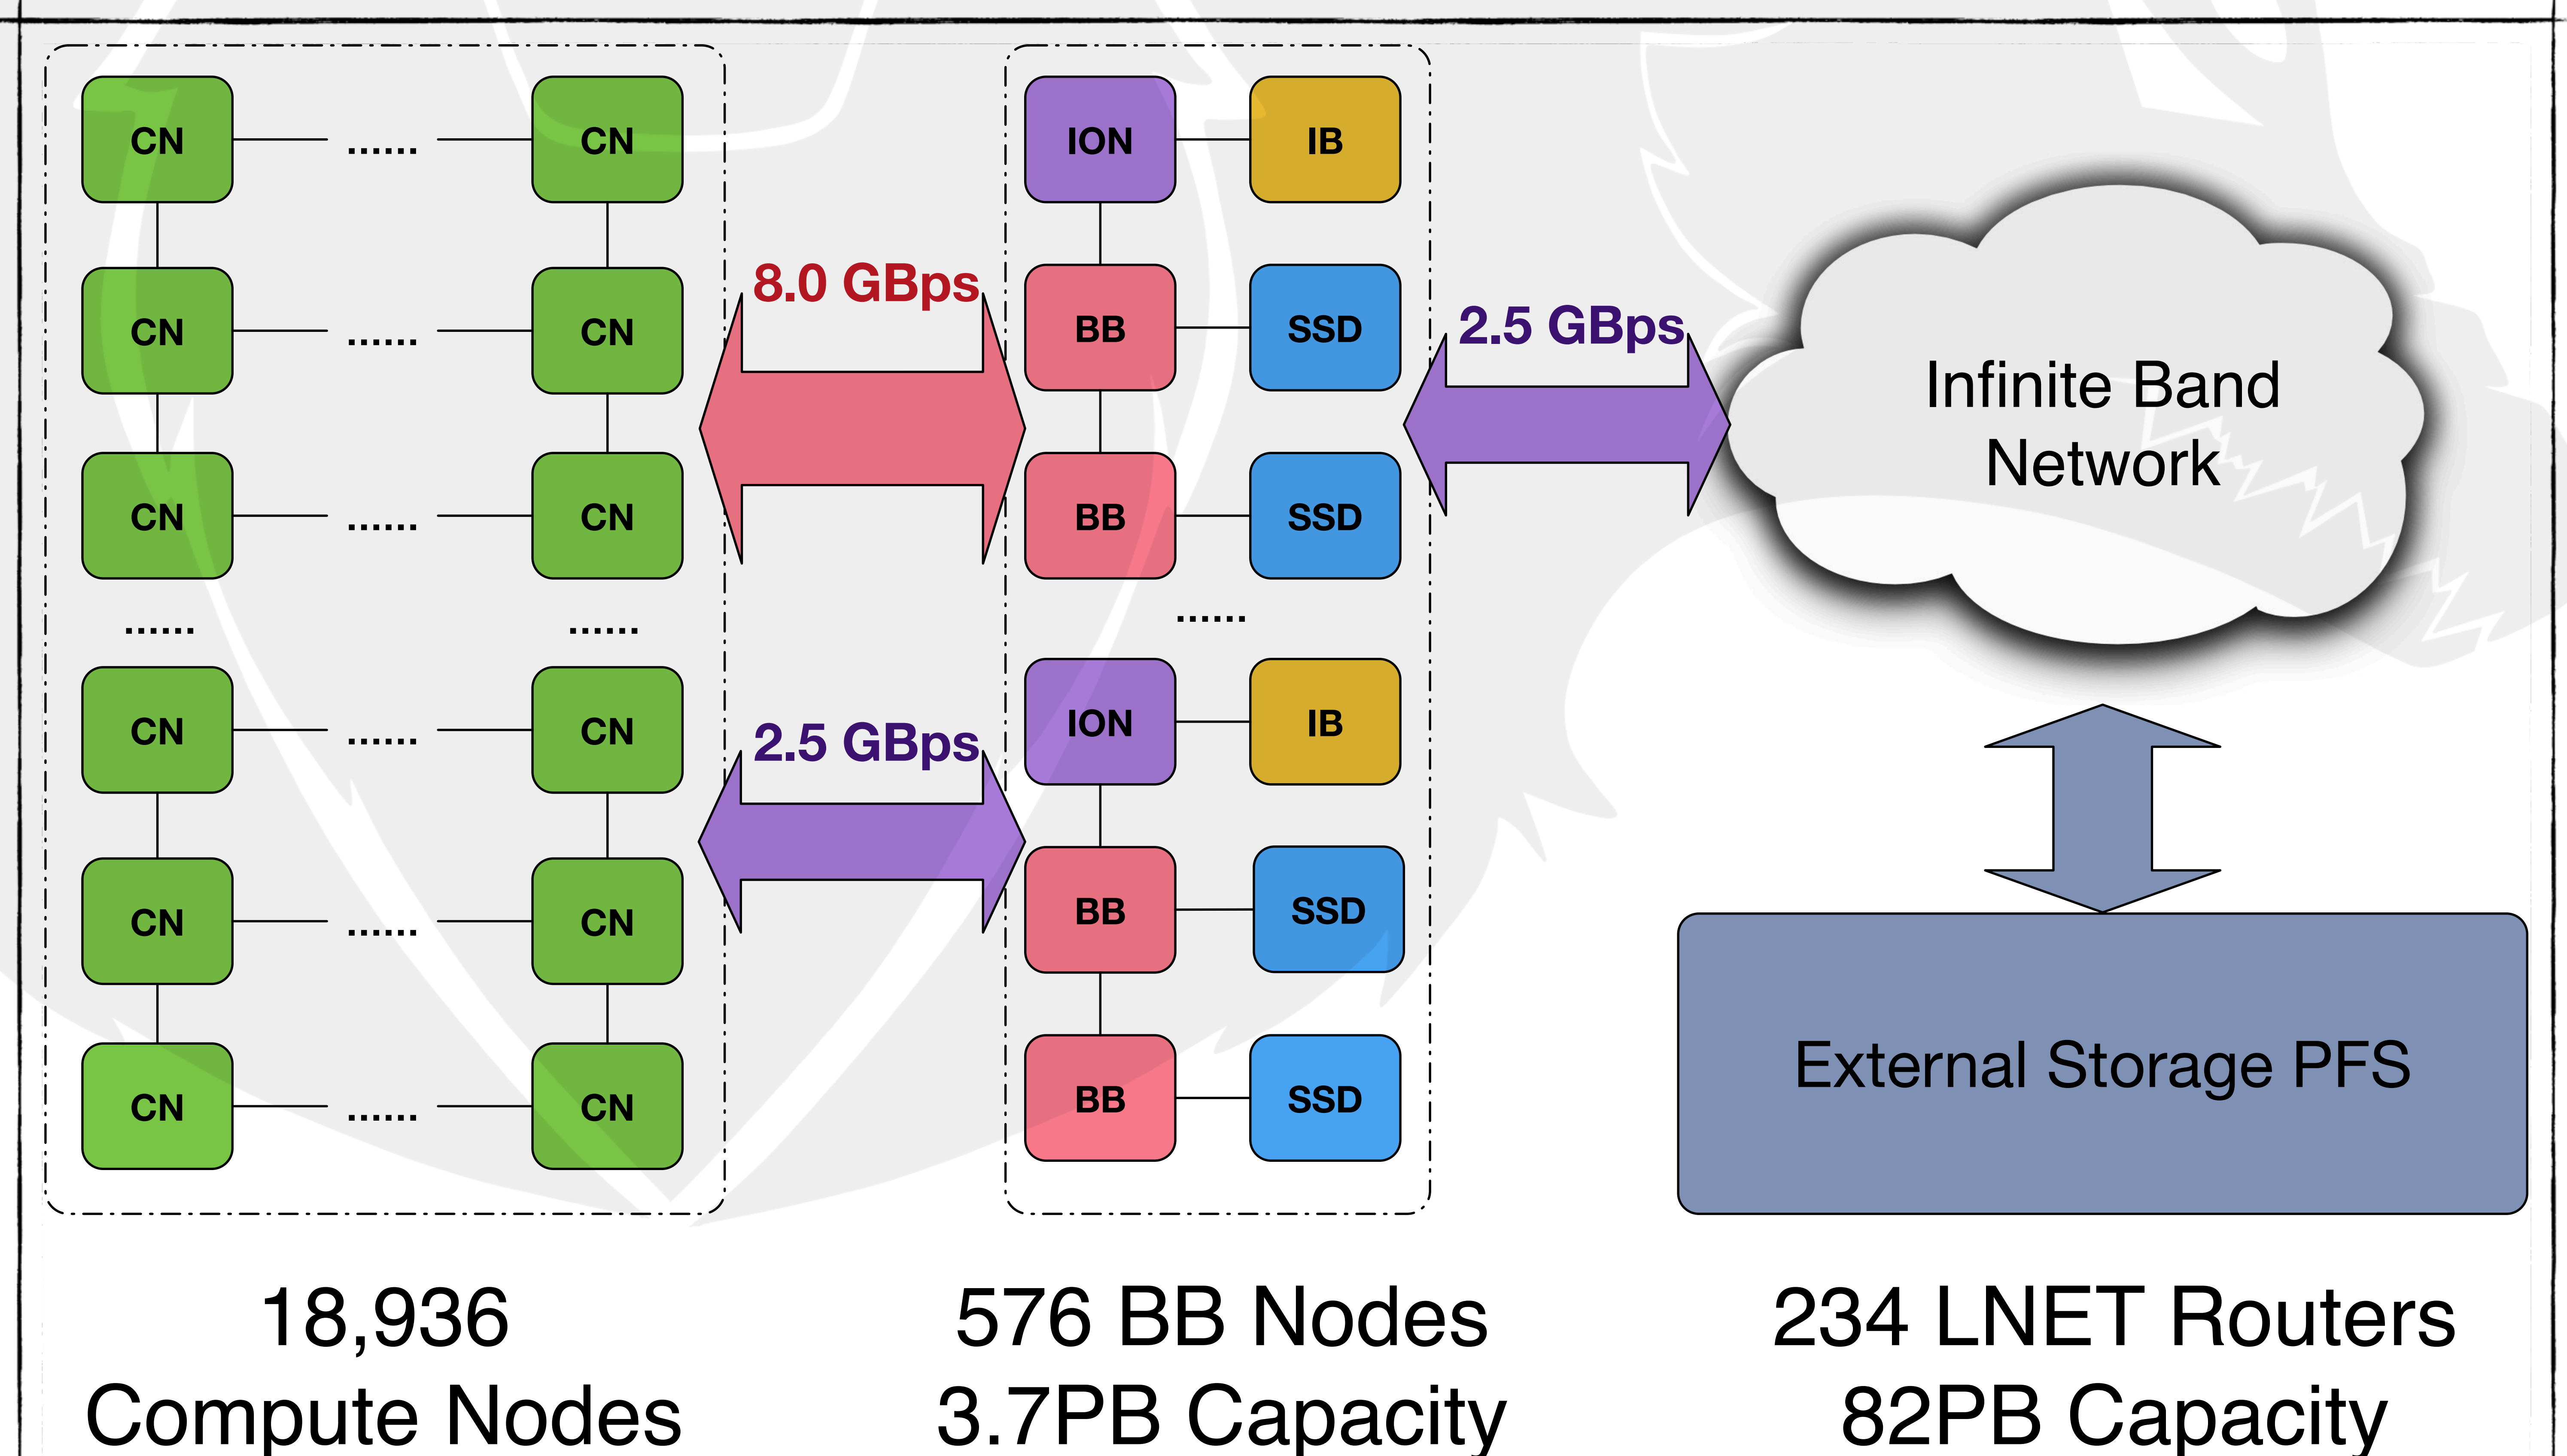 CN ...... CN ION IB
8.0 GBps
CN ...... CN BB SSD 2.5 GBps
Infinite Band
Network
CN ...... CN BB SSD
...... ...... ......
CN ...... CN ION IB
2.5 GBps
CN ...... CN BB SSD
CN ...... CN BB SSD
External Storage PFS
18,936
Compute Nodes
576 BB Nodes
3.7PB Capacity
234 LNET Routers
82PB Capacity